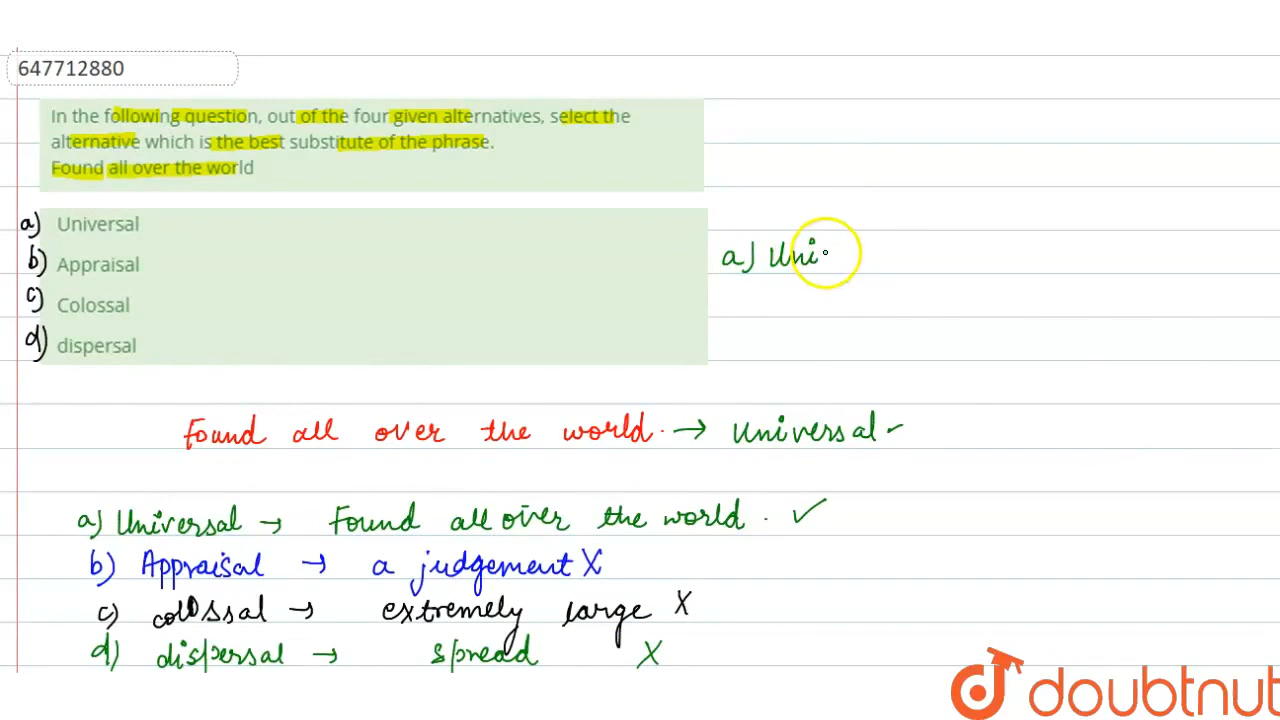 647712880
In the following question, out of the four given alternatives, select the
alternative which is the best substitute of the phrase.
Found all over the world
a) Universal
b) Appraisal
c) Colossal
d) dispersal
a) Uni
Found all over the world. → Universal
a) Universal → Found all over the world. ✓
b) Appraisal → a judgement X
c) colossal → extremely large X
d) dispersal → spread X
doubtnut